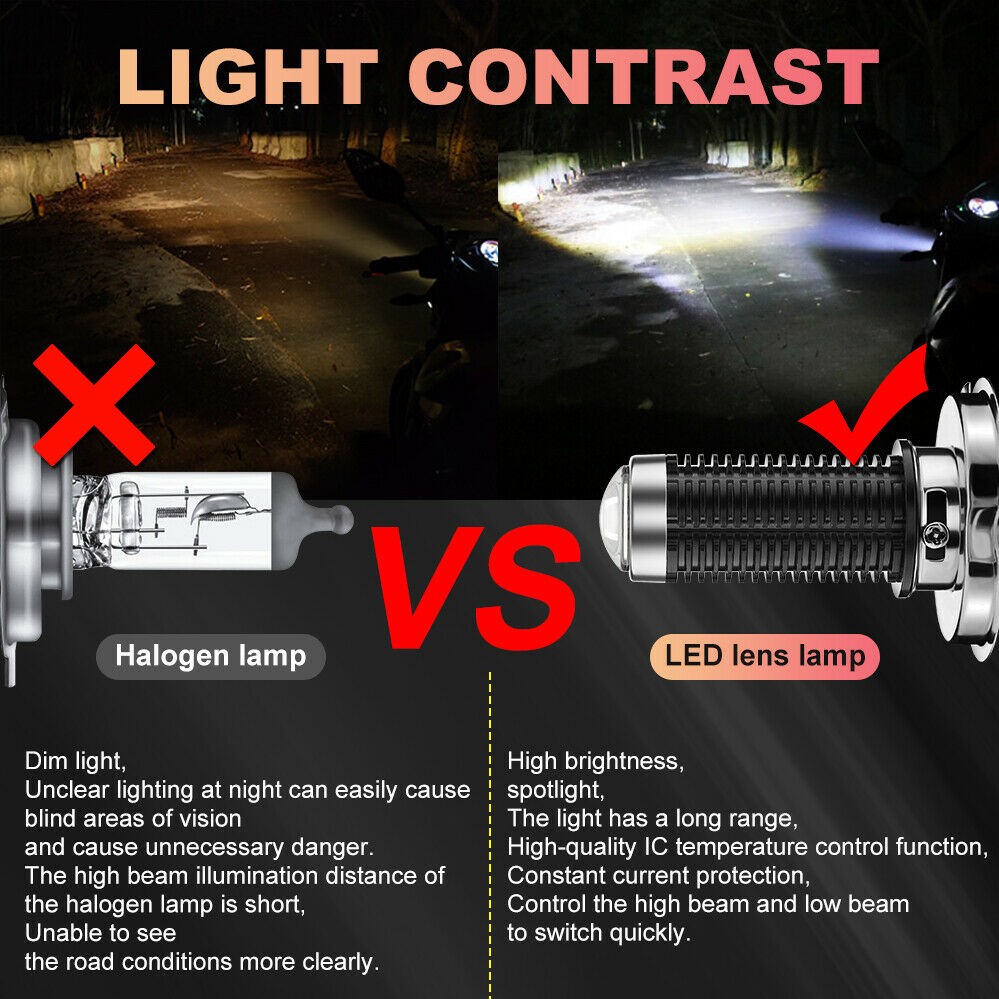 LIGHT CONTRAST
VS
Halogen lamp
LED lens lamp
Dim light,
Unclear lighting at night can easily cause
blind areas of vision
and cause unnecessary danger.
The high beam illumination distance of
the halogen lamp is short,
Unable to see
the road conditions more clearly.
High brightness,
spotlight,
The light has a long range,
High-quality IC temperature control function,
Constant current protection,
Control the high beam and low beam
to switch quickly.